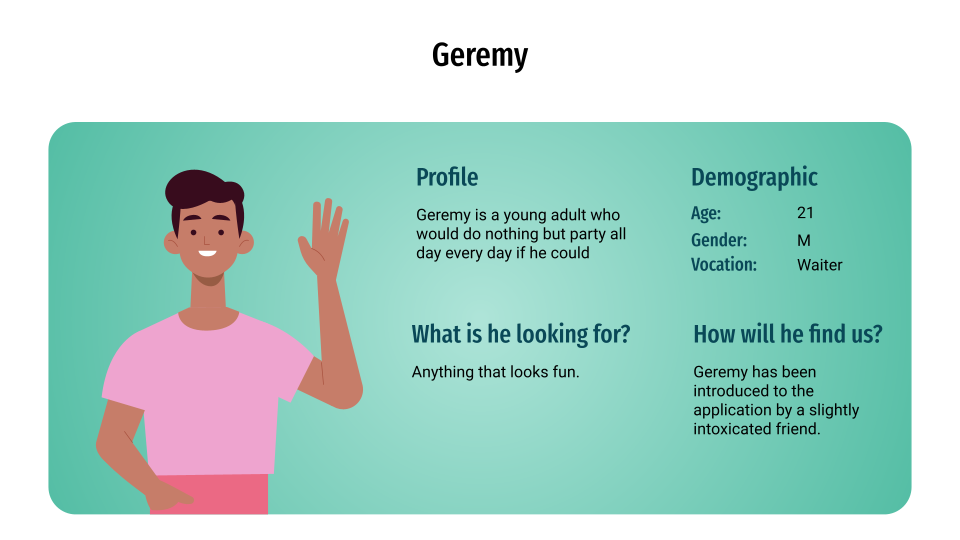 Geremy
Profile
Geremy is a young adult who
would do nothing but party all
day every day if he could
Demographic
Age: 21
Gender: M
Vocation: Waiter
What is he looking for?
Anything that looks fun.
How will he find us?
Geremy has been
introduced to the
application by a slightly
intoxicated friend.